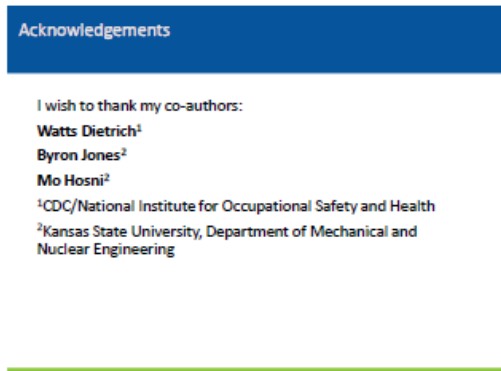 Acknowledgements
I wish to thank my co-authors:
Watts Dietrich¹
Byron Jones²
Mo Hosni²
¹CDC/National Institute for Occupational Safety and Health
²Kansas State University, Department of Mechanical and
Nuclear Engineering